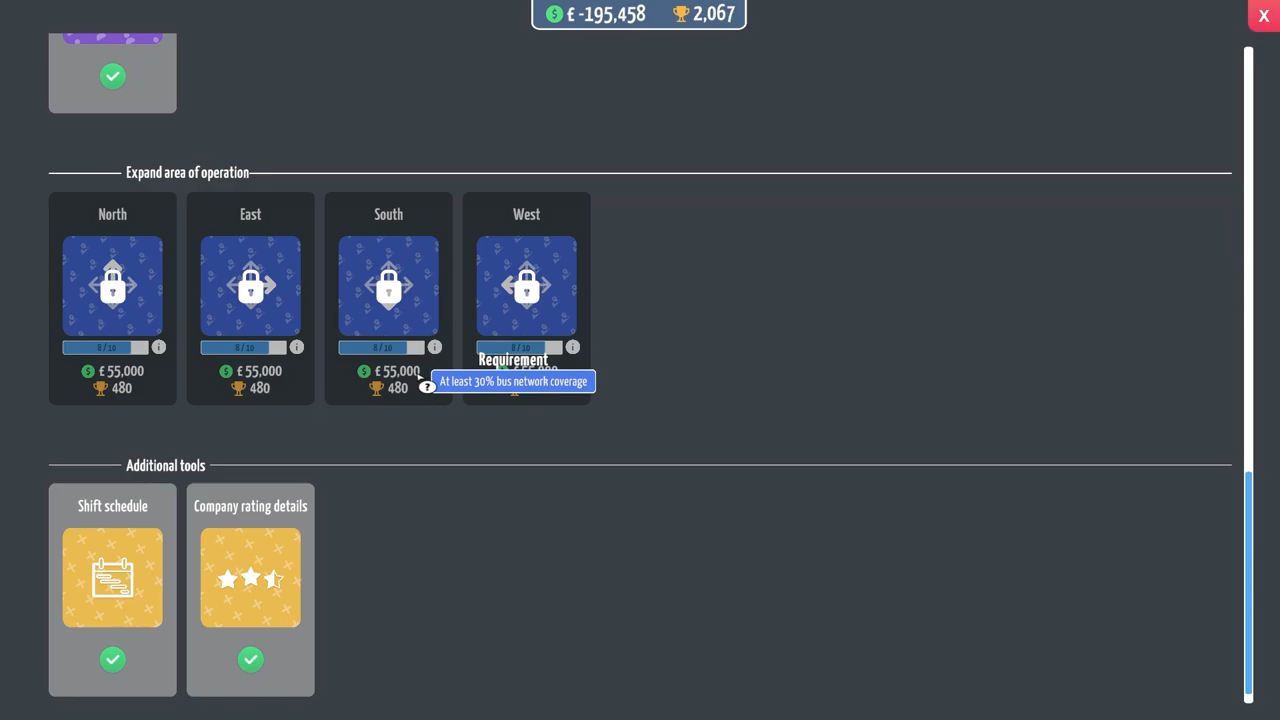 £ -195,458 2,067
X
Expand area of operation
North East South West
8 / 10 8 / 10 8 / 10 8 / 10
Requirement
£ 55,000 £ 55,000 £ 55,000
At least 30% bus network coverage
480 480 480
Additional tools
Shift schedule Company rating details